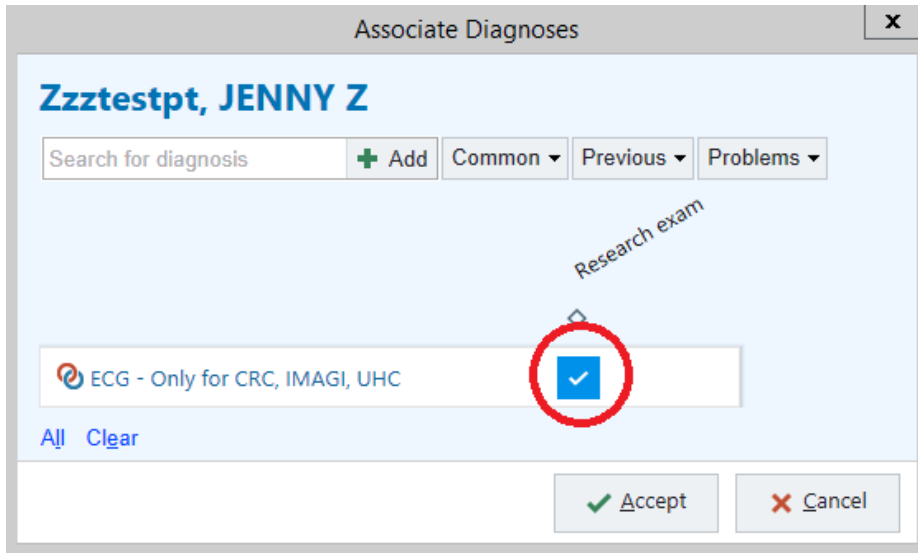 Associate Diagnoses x
Zzztestpt, JENNY Z
Search for diagnosis Add Common Previous Problems
Research exam
ECG - Only for CRC, IMAGI, UHC
All Clear
Accept Cancel